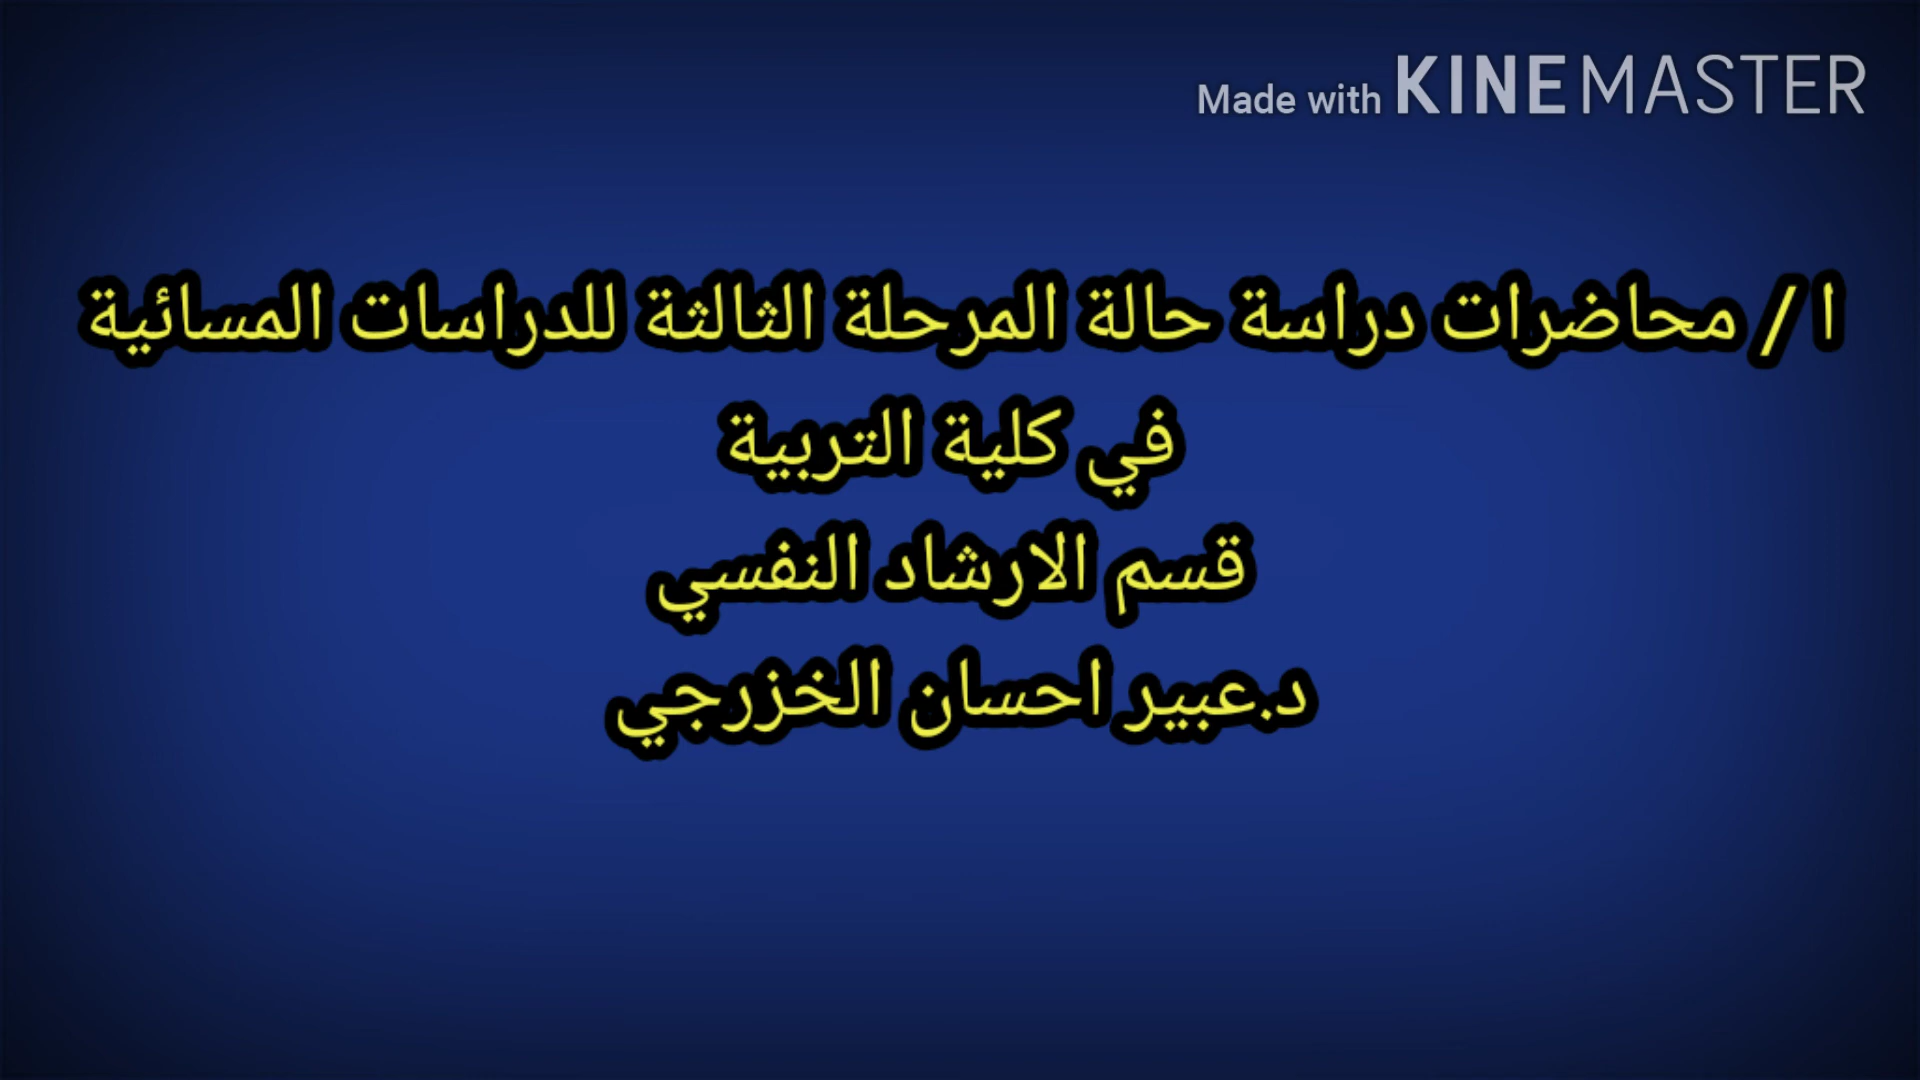 Made with KINEMASTER
ا / محاضرات دراسة حالة المرحلة الثالثة للدراسات المسائية
في كلية التربية
قسم الارشاد النفسي
د.عبير احسان الخزرجي